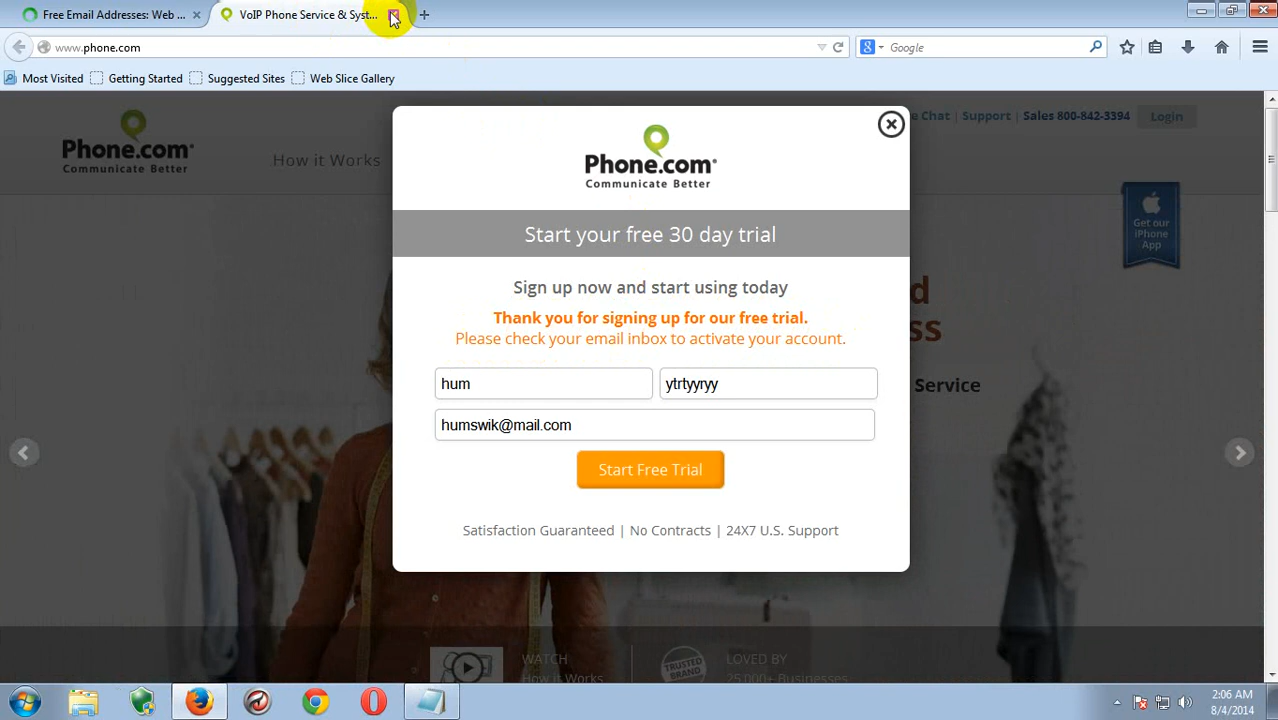 Free Email Addresses: Web ...
VoIP Phone Service & Syst...
www.phone.com
Google
Most Visited
Getting Started
Suggested Sites
Web Slice Gallery
Phone.com
Communicate Better
How it Works
Chat | Support | Sales 800-842-3394
Login
Get our
iPhone
App
Phone.com
Communicate Better
Start your free 30 day trial
Sign up now and start using today
Thank you for signing up for our free trial.
Please check your email inbox to activate your account.
hum
ytrtyyryy
humswik@mail.com
Start Free Trial
Satisfaction Guaranteed | No Contracts | 24X7 U.S. Support
Service
WATCH
How it Works
TRUSTED
BRAND
LOVED BY
25,000+ Businesses
2:06 AM
8/4/2014